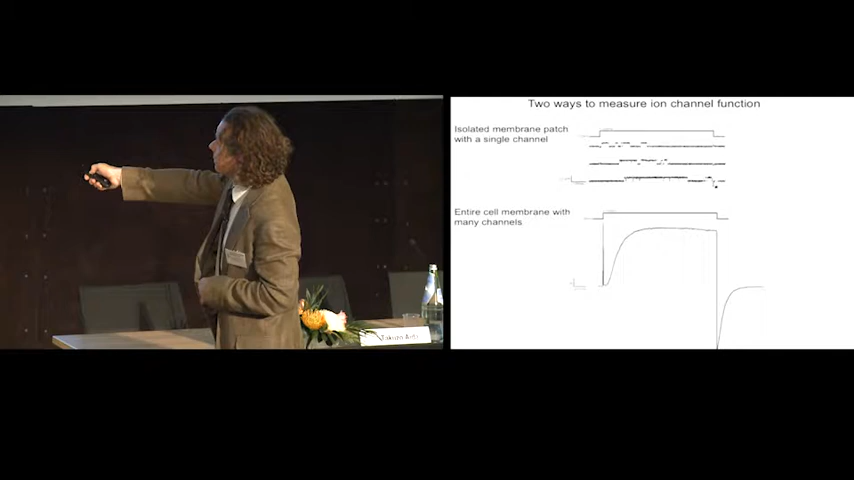 Two ways to measure ion channel function
Isolated membrane patch
with a single channel
Entire cell membrane with
many channels